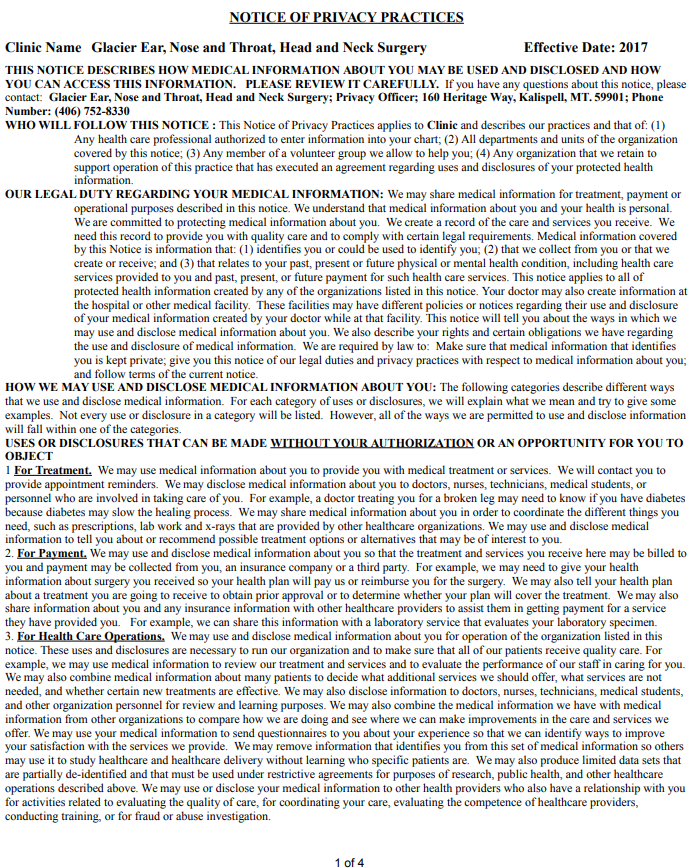 NOTICE OF PRIVACY PRACTICES
Clinic Name Glacier Ear, Nose and Throat, Head and Neck Surgery Effective Date: 2017
THIS NOTICE DESCRIBES HOW MEDICAL INFORMATION ABOUT YOU MAY BE USED AND DISCLOSED AND HOW
YOU CAN ACCESS THIS INFORMATION. PLEASE REVIEW IT CAREFULLY. If you have any questions about this notice, please
contact: Glacier Ear, Nose and Throat, Head and Neck Surgery; Privacy Officer; 160 Heritage Way, Kalispell, MT. 59901; Phone
Number: (406) 752-8330
WHO WILL FOLLOW THIS NOTICE : This Notice of Privacy Practices applies to Clinic and describes our practices and that of: (1)
Any health care professional authorized to enter information into your chart; (2) All departments and units of the organization
covered by this notice; (3) Any member of a volunteer group we allow to help you; (4) Any organization that we retain to
support operation of this practice that has executed an agreement regarding uses and disclosures of your protected health
information.
OUR LEGAL DUTY REGARDING YOUR MEDICAL INFORMATION: We may share medical information for treatment, payment or
operational purposes described in this notice. We understand that medical information about you and your health is personal.
We are committed to protecting medical information about you. We create a record of the care and services you receive. We
need this record to provide you with quality care and to comply with certain legal requirements. Medical information covered
by this Notice is information that: (1) identifies you or could be used to identify you; (2) that we collect from you or that we
create or receive; and (3) that relates to your past, present or future physical or mental health condition, including health care
services provided to you and past, present, or future payment for such health care services. This notice applies to all of
protected health information created by any of the organizations listed in this notice. Your doctor may also create information at
the hospital or other medical facility. These facilities may have different policies or notices regarding their use and disclosure
of your medical information created by your doctor while at that facility. This notice will tell you about the ways in which we
may use and disclose medical information about you. We also describe your rights and certain obligations we have regarding
the use and disclosure of medical information. We are required by law to: Make sure that medical information that identifies
you is kept private; give you this notice of our legal duties and privacy practices with respect to medical information about you;
and follow terms of the current notice.
HOW WE MAY USE AND DISCLOSE MEDICAL INFORMATION ABOUT YOU: The following categories describe different ways
that we use and disclose medical information. For each category of uses or disclosures, we will explain what we mean and try to give some
examples. Not every use or disclosure in a category will be listed. However, all of the ways we are permitted to use and disclose information
will fall within one of the categories.
USES OR DISCLOSURES THAT CAN BE MADE WITHOUT YOUR AUTHORIZATION OR AN OPPORTUNITY FOR YOU TO
OBJECT
1 For Treatment. We may use medical information about you to provide you with medical treatment or services. We will contact you to
provide appointment reminders. We may disclose medical information about you to doctors, nurses, technicians, medical students, or
personnel who are involved in taking care of you. For example, a doctor treating you for a broken leg may need to know if you have diabetes
because diabetes may slow the healing process. We may share medical information about you in order to coordinate the different things you
need, such as prescriptions, lab work and x-rays that are provided by other healthcare organizations. We may use and disclose medical
information to tell you about or recommend possible treatment options or alternatives that may be of interest to you.
2. For Payment. We may use and disclose medical information about you so that the treatment and services you receive here may be billed to
you and payment may be collected from you, an insurance company or a third party. For example, we may need to give your health
information about surgery you received so your health plan will pay us or reimburse you for the surgery. We may also tell your health plan
about a treatment you are going to receive to obtain prior approval or to determine whether your plan will cover the treatment. We may also
share information about you and any insurance information with other healthcare providers to assist them in getting payment for a service
they have provided you. For example, we can share this information with a laboratory service that evaluates your laboratory specimen.
3. For Health Care Operations. We may use and disclose medical information about you for operation of the organization listed in this
notice. These uses and disclosures are necessary to run our organization and to make sure that all of our patients receive quality care. For
example, we may use medical information to review our treatment and services and to evaluate the performance of our staff in caring for you.
We may also combine medical information about many patients to decide what additional services we should offer, what services are not
needed, and whether certain new treatments are effective. We may also disclose information to doctors, nurses, technicians, medical students,
and other organization personnel for review and learning purposes. We may also combine the medical information we have with medical
information from other organizations to compare how we are doing and see where we can make improvements in the care and services we
offer. We may use your medical information to send questionnaires to you about your experience so that we can identify ways to improve
your satisfaction with the services we provide. We may remove information that identifies you from this set of medical information so others
may use it to study healthcare and healthcare delivery without learning who specific patients are. We may also produce limited data sets that
are partially de-identified and that must be used under restrictive agreements for purposes of research, public health, and other healthcare
operations described above. We may use or disclose your medical information to other health providers who also have a relationship with you
for activities related to evaluating the quality of care, for coordinating your care, evaluating the competence of healthcare providers,
conducting training, or for fraud or abuse investigation.
1 of 4